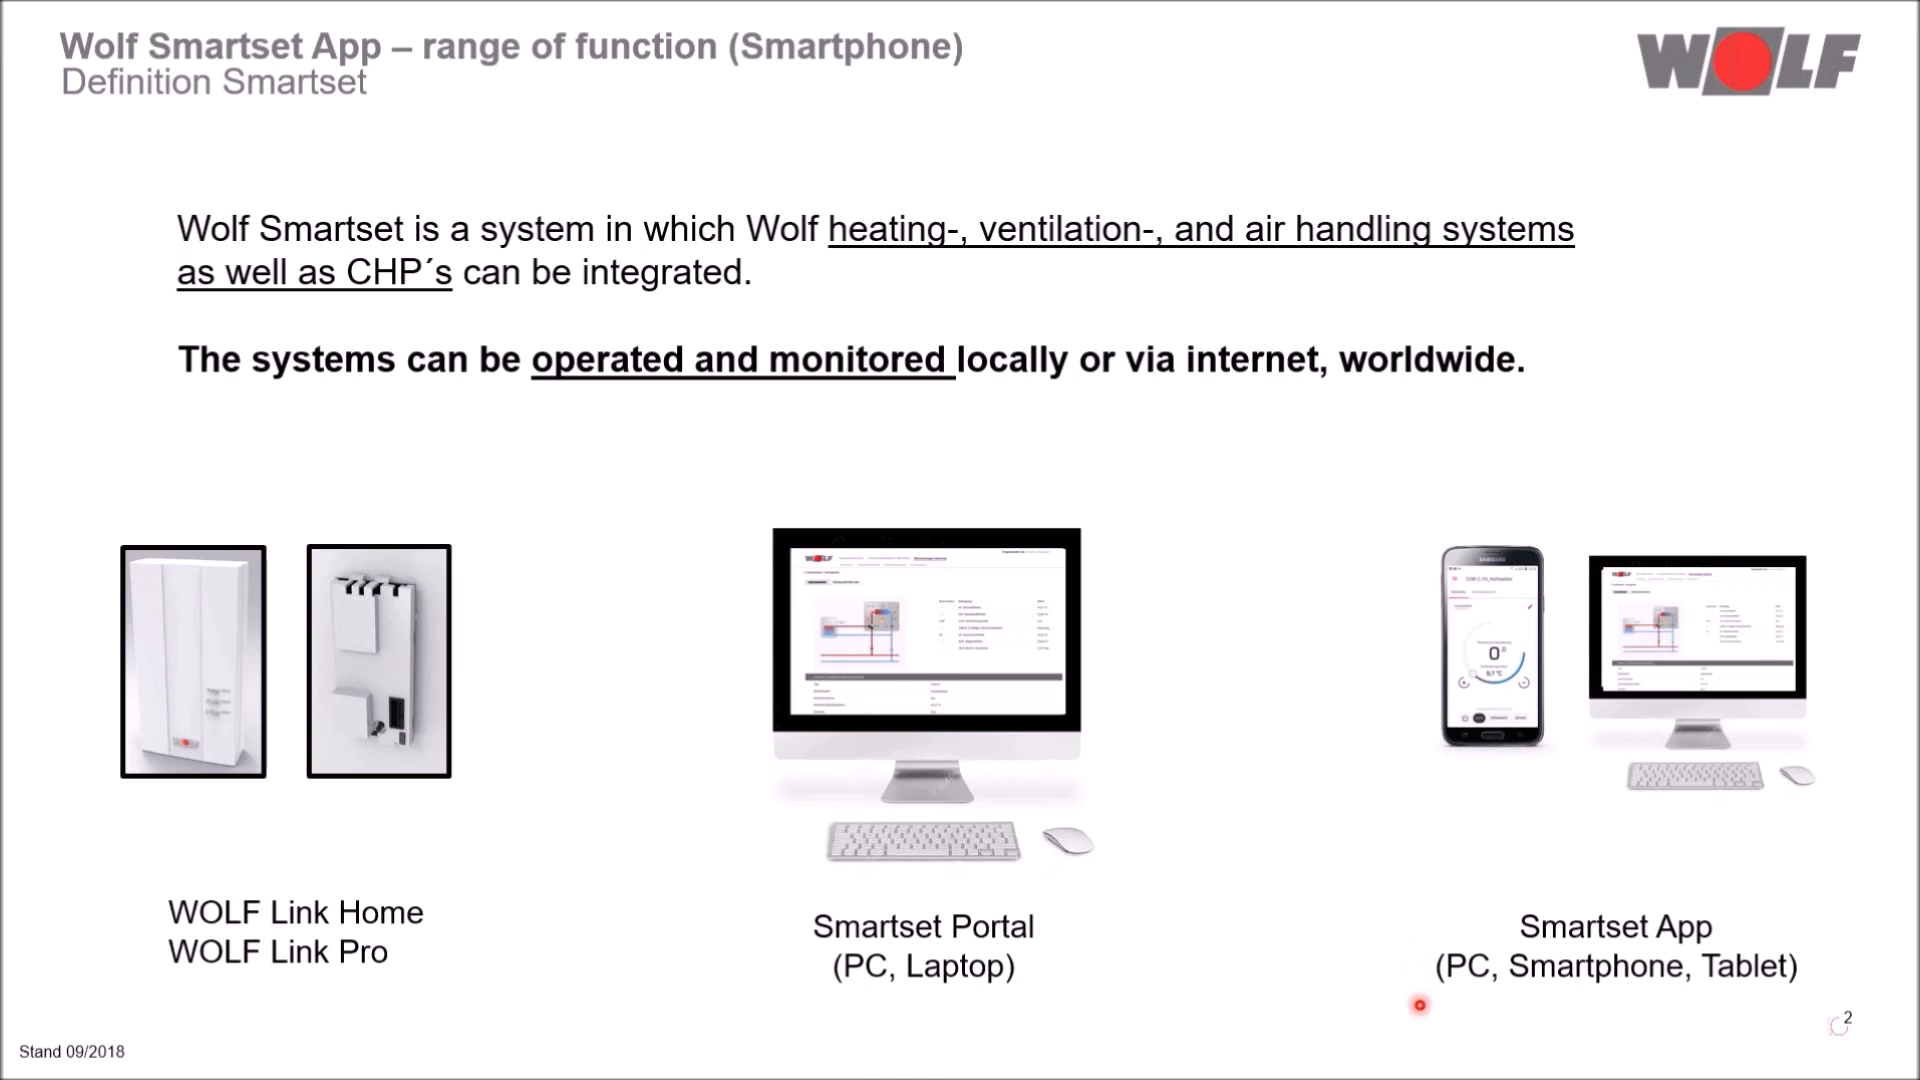 Wolf Smartset App – range of function (Smartphone)
Definition Smartset
WOLF
Wolf Smartset is a system in which Wolf heating-, ventilation-, and air handling systems
as well as CHP´s can be integrated.
The systems can be operated and monitored locally or via internet, worldwide.
WOLF
SAMSUNG
WOLF
WOLF Link Home
WOLF Link Pro
Smartset Portal
(PC, Laptop)
Smartset App
(PC, Smartphone, Tablet)
2
Stand 09/2018